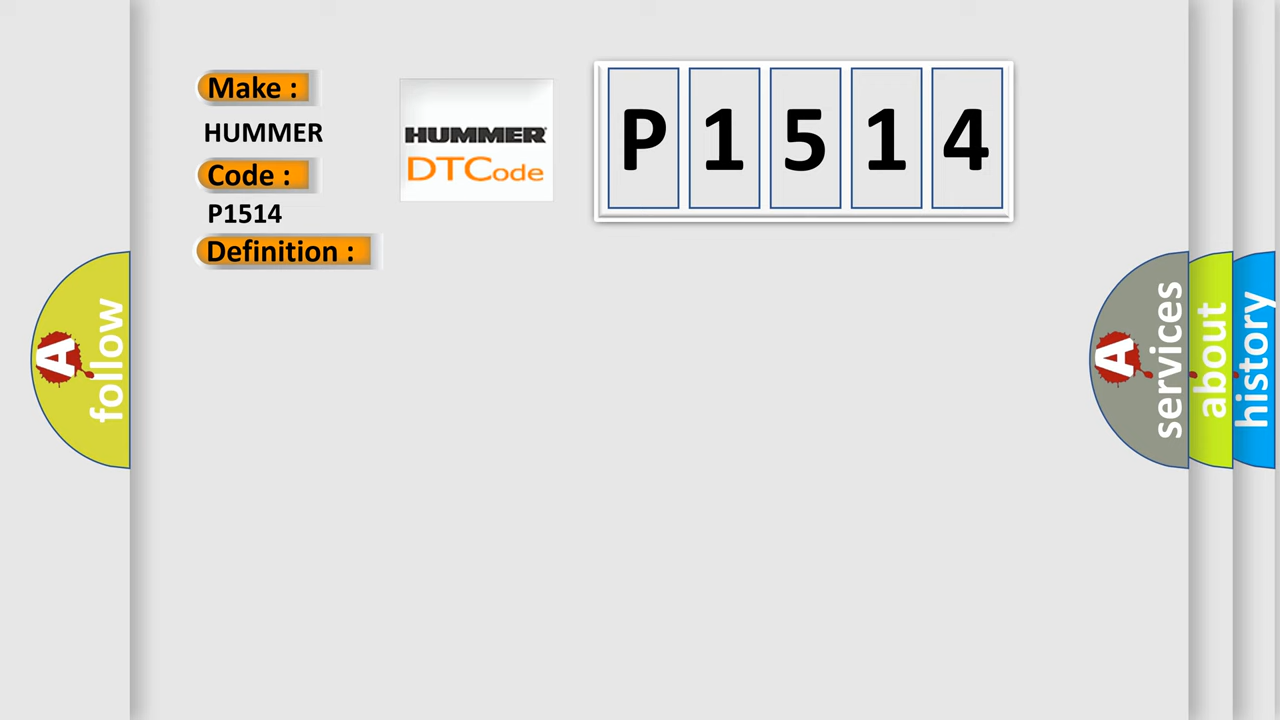 Make :
HUMMER
Code :
P1514
Definition :
HUMMER
DTCode
P 1 5 1 4
A follow
A services
about
history